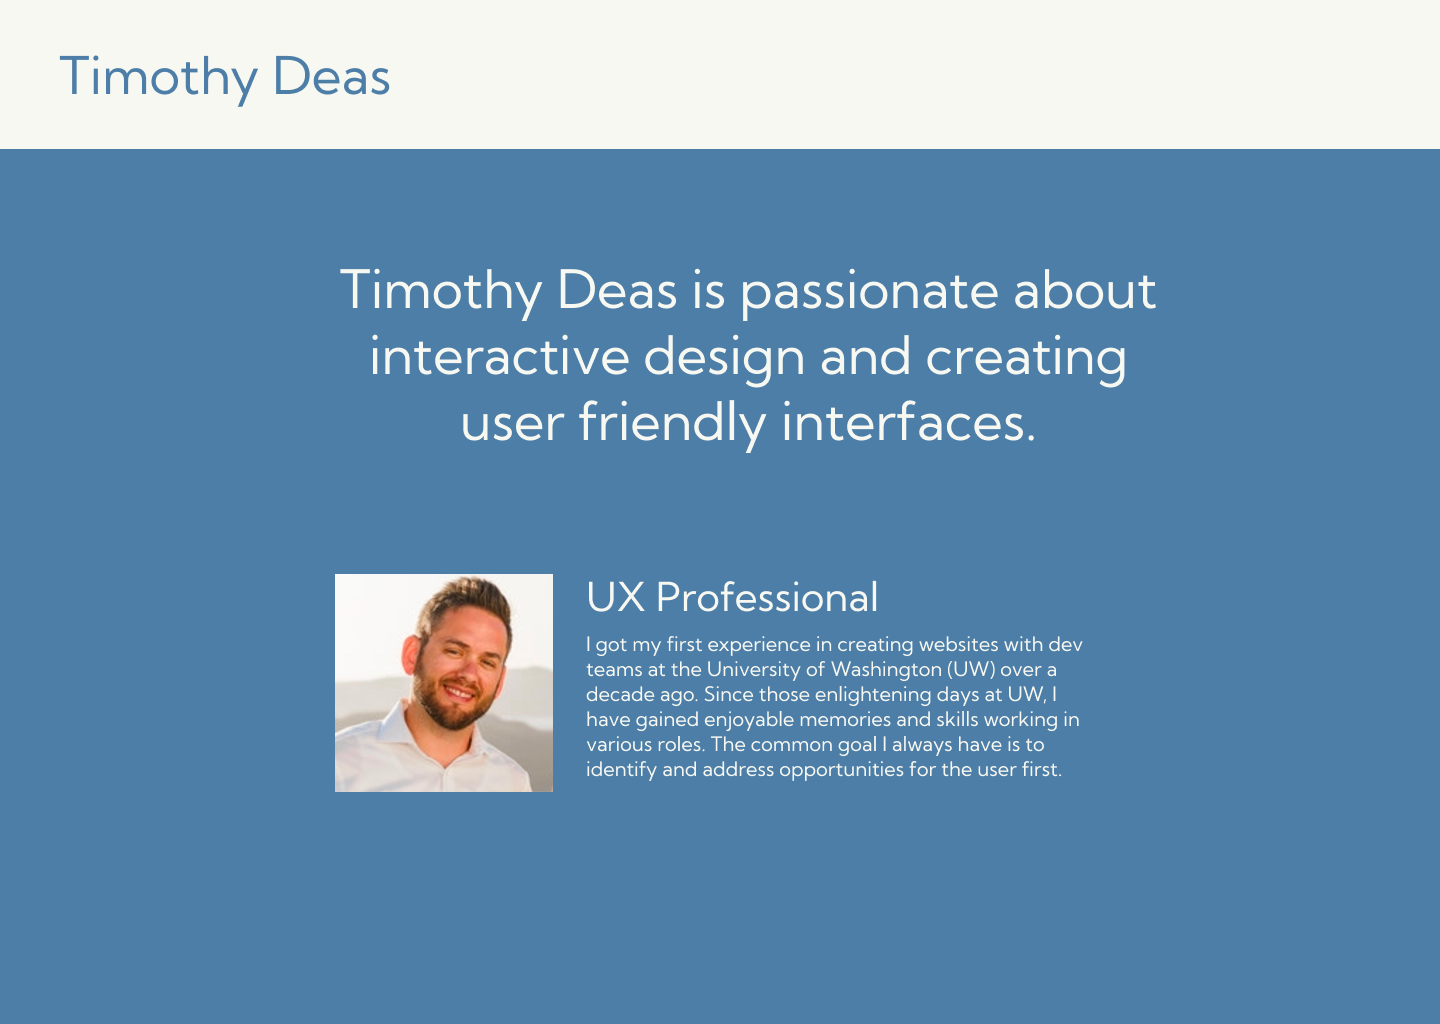 Timothy Deas
Timothy Deas is passionate about
interactive design and creating
user friendly interfaces.
UX Professional
I got my first experience in creating websites with dev
teams at the University of Washington (UW) over a
decade ago. Since those enlightening days at UW, I
have gained enjoyable memories and skills working in
various roles. The common goal I always have is to
identify and address opportunities for the user first.